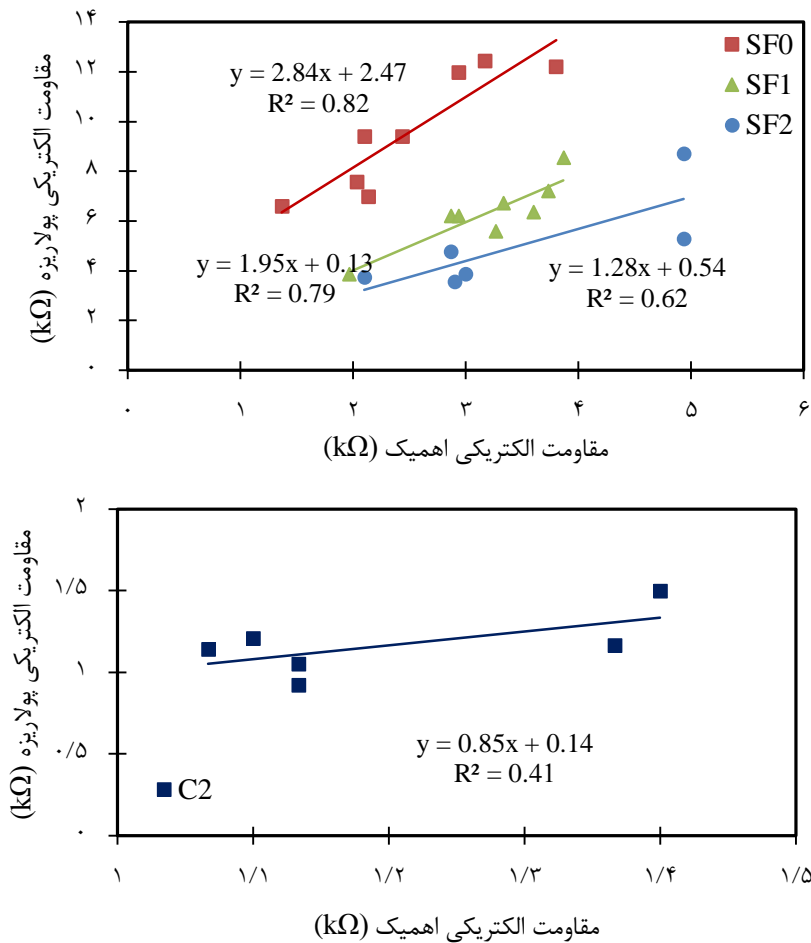 ۱۴
۱۲
۱۰
۸
۶
۴
۲
۰
مقاومت الکتریکی پولاریزه (kΩ)
y = 2.84x + 2.47
R² = 0.82
SF0
SF1
SF2
y = 1.95x + 0.13
R² = 0.79
y = 1.28x + 0.54
R² = 0.62
۰ ۱ ۲ ۳ ۴ ۵ ۶
مقاومت الکتریکی اهمیک (kΩ)
۲
۱/۵
۱
۰/۵
۰
مقاومت الکتریکی پولاریزه (kΩ)
y = 0.85x + 0.14
R² = 0.41
C2
۱ ۱/۱ ۱/۲ ۱/۳ ۱/۴ ۱/۵
مقاومت الکتریکی اهمیک (kΩ)